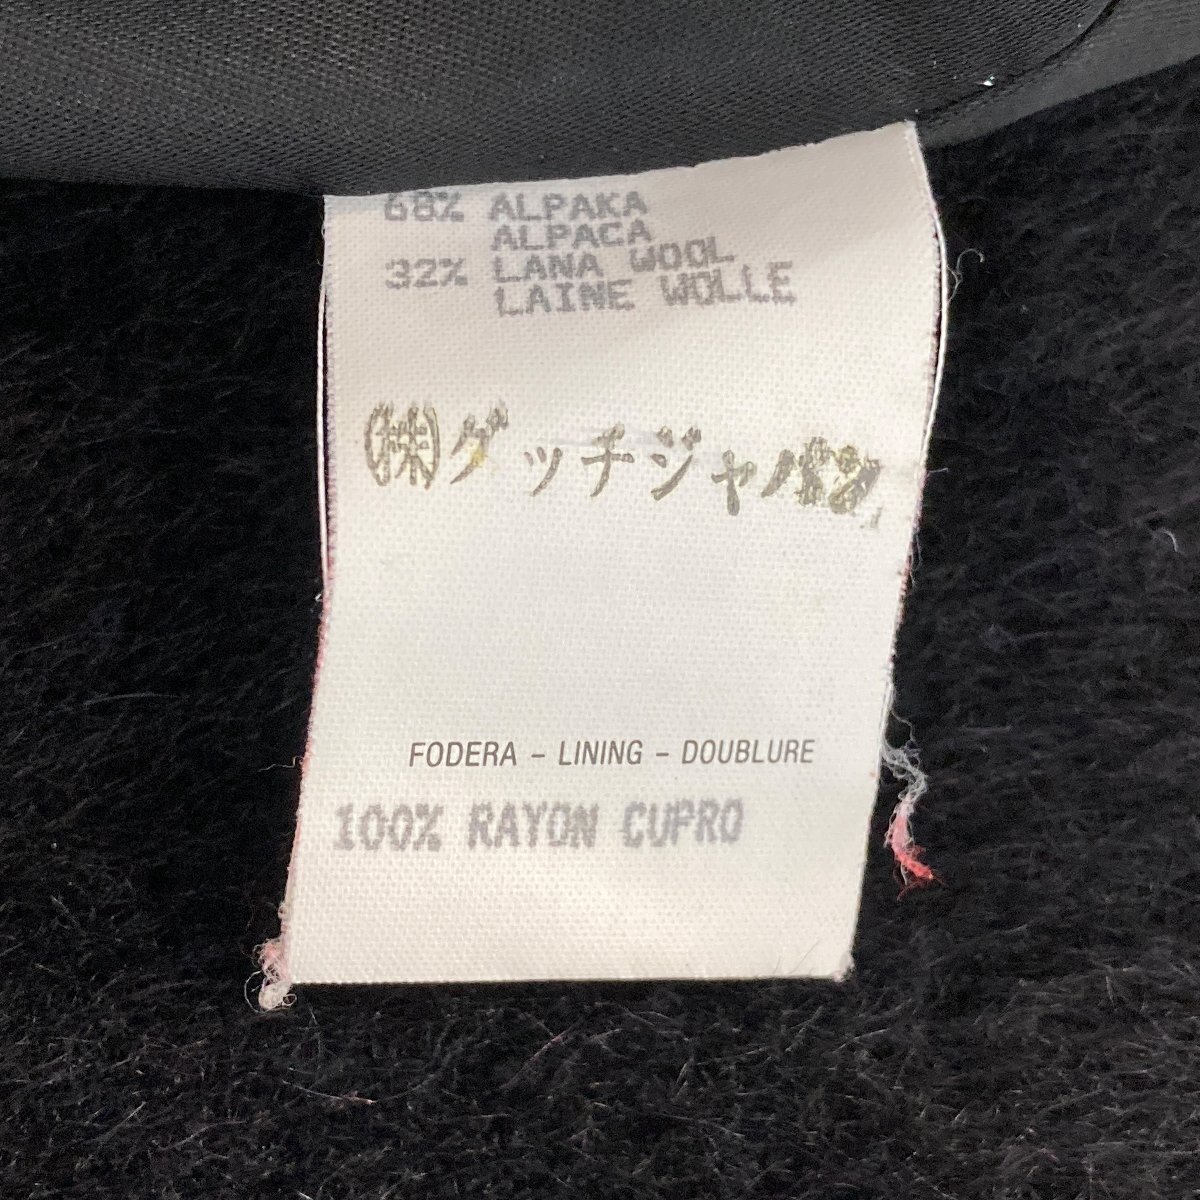 68% ALPAKA
ALPACA
32% LANA WOOL
LAINE WOLLE
㈱グッチジャパン
FODERA – LINING – DOUBLURE
100% RAYON CUPRO